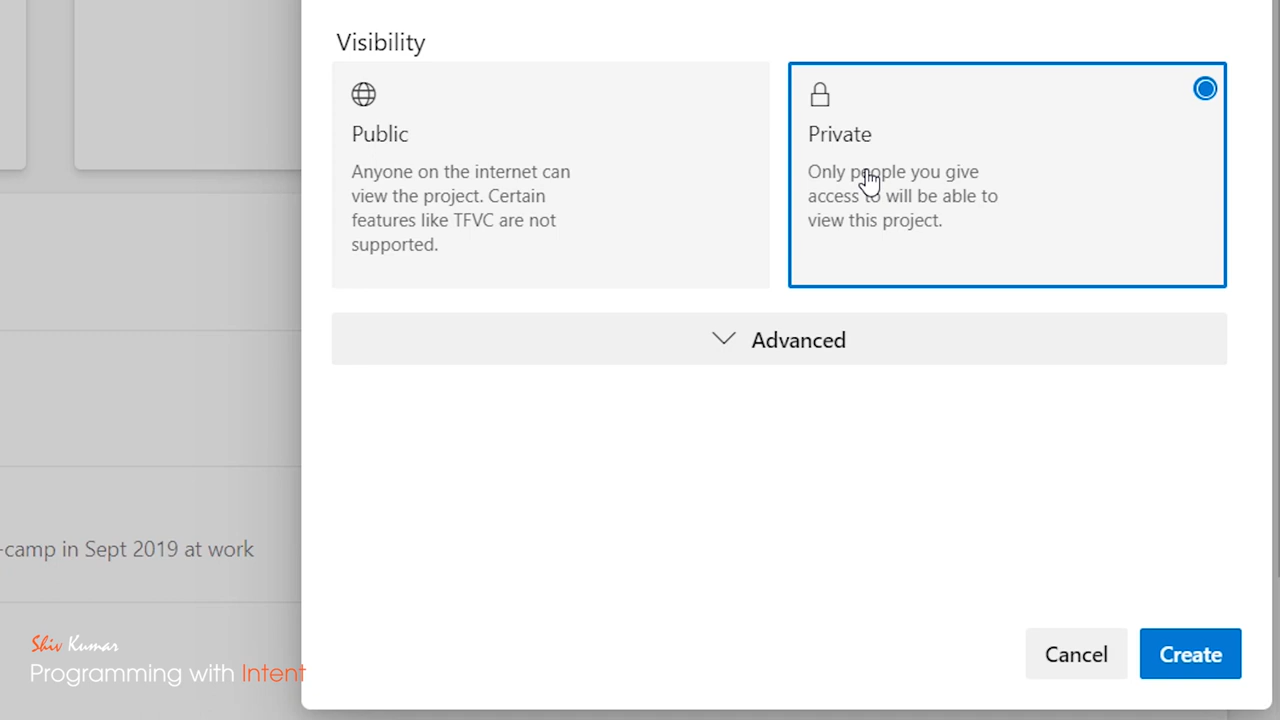 Visibility
Public
Anyone on the internet can
view the project. Certain
features like TFVC are not
supported.
Private
Only people you give
access to will be able to
view this project.
Advanced
-camp in Sept 2019 at work
Shiv Kumar
Programming with Intent
Cancel
Create